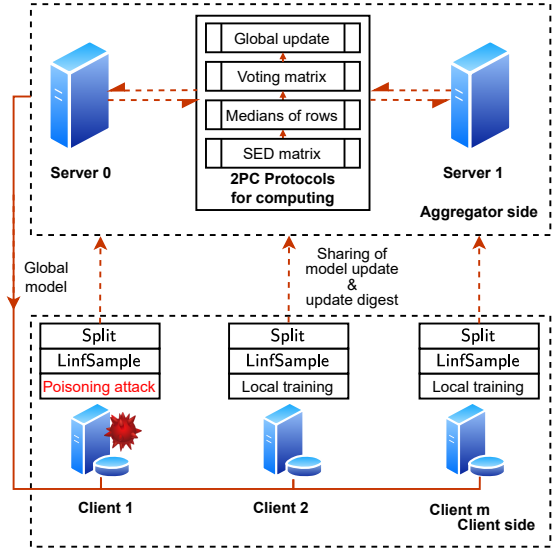 Global update
Voting matrix
Medians of rows
SED matrix
2PC Protocols
for computing
Server 0
Server 1
Aggregator side
Global
model
Sharing of
model update
&
update digest
Split
LinfSample
Poisoning attack
Split
LinfSample
Local training
Split
LinfSample
Local training
Client 1
Client 2
Client m
Client side